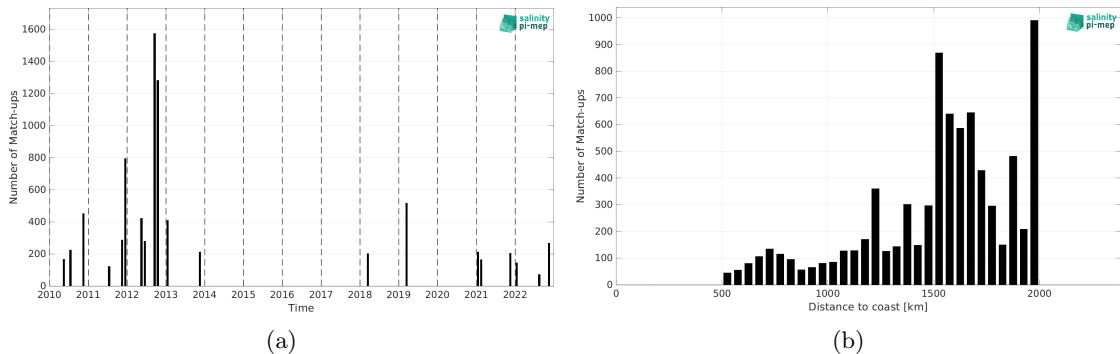 salinity
pi-mep
Number of Match-ups
1600
1400
1200
1000
800
600
400
200
0
2010 2011 2012 2013 2014 2015 2016 2017 2018 2019 2020 2021 2022
Time
(a)
salinity
pi-mep
Number of Match-ups
1000
900
800
700
600
500
400
300
200
100
0
0 500 1000 1500 2000
Distance to coast [km]
(b)